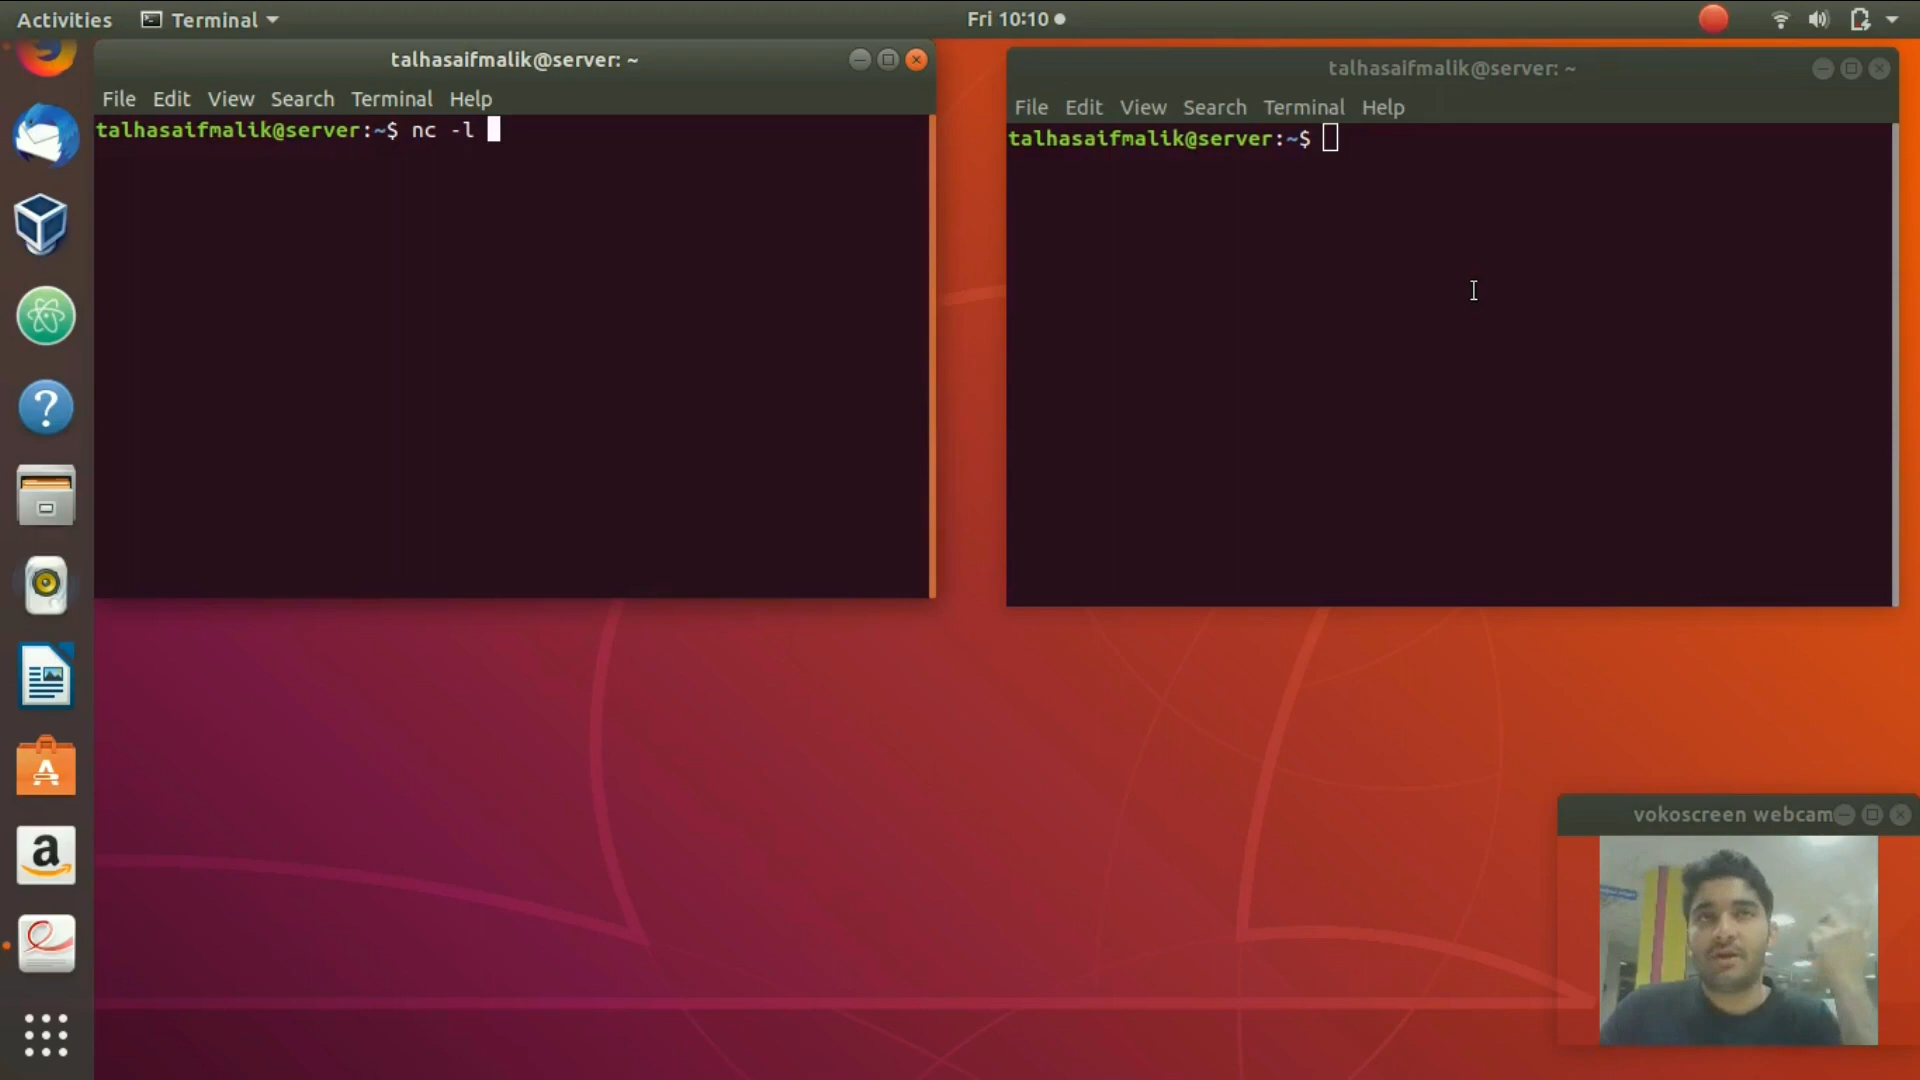 Activities Terminal Fri 10:10
talhasaifmalik@server: ~
File Edit View Search Terminal Help
talhasaifmalik@server:~$ nc -l
talhasaifmalik@server: ~
File Edit View Search Terminal Help
talhasaifmalik@server:~$
vokoscreen webcam